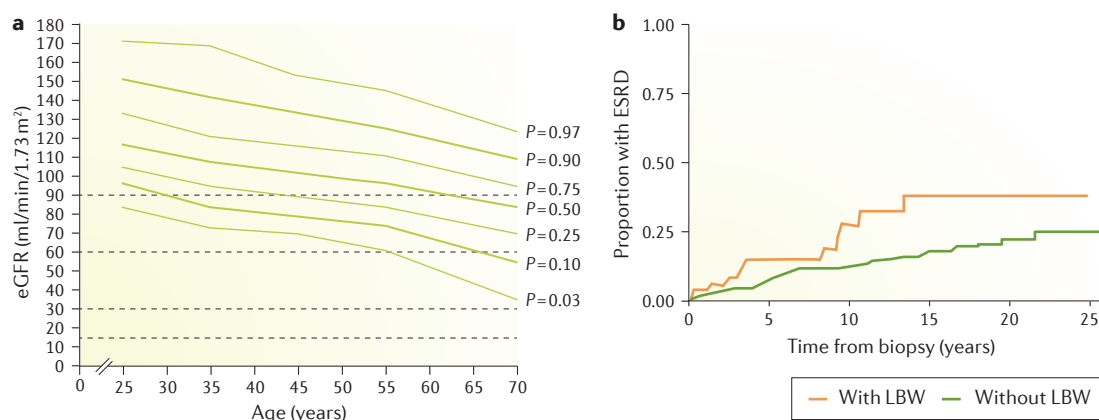 a
eGFR (ml/min/1.73 m²)
180
170
160
150
140
130
120
110
100
90
80
70
60
50
40
30
20
10
0
0 25 30 35 40 45 50 55 60 65 70
Age (years)
P = 0.97
P = 0.90
P = 0.75
P = 0.50
P = 0.25
P = 0.10
P = 0.03
b
Proportion with ESRD
1.00
0.75
0.50
0.25
0.00
0 5 10 15 20 25
Time from biopsy (years)
With LBW Without LBW